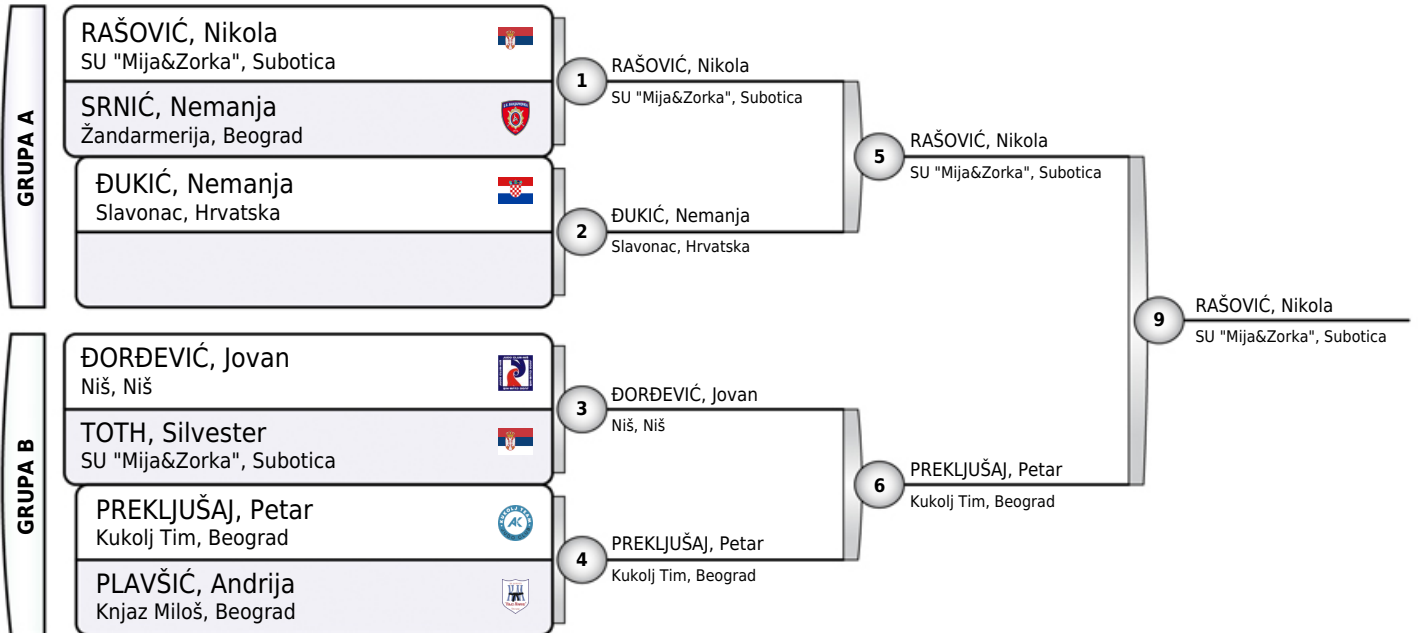 GRUPA A
RAŠOVIĆ, Nikola
SU "Mija&Zorka", Subotica
SRNIĆ, Nemanja
Žandarmerija, Beograd
ĐUKIĆ, Nemanja
Slavonac, Hrvatska
1
RAŠOVIĆ, Nikola
SU "Mija&Zorka", Subotica
2
ĐUKIĆ, Nemanja
Slavonac, Hrvatska
5
RAŠOVIĆ, Nikola
SU "Mija&Zorka", Subotica
GRUPA B
ĐORĐEVIĆ, Jovan
Niš, Niš
TOTH, Silvester
SU "Mija&Zorka", Subotica
PREKLJUŠAJ, Petar
Kukolj Tim, Beograd
PLAVŠIĆ, Andrija
Knjaz Miloš, Beograd
3
ĐORĐEVIĆ, Jovan
Niš, Niš
4
PREKLJUŠAJ, Petar
Kukolj Tim, Beograd
6
PREKLJUŠAJ, Petar
Kukolj Tim, Beograd
9
RAŠOVIĆ, Nikola
SU "Mija&Zorka", Subotica